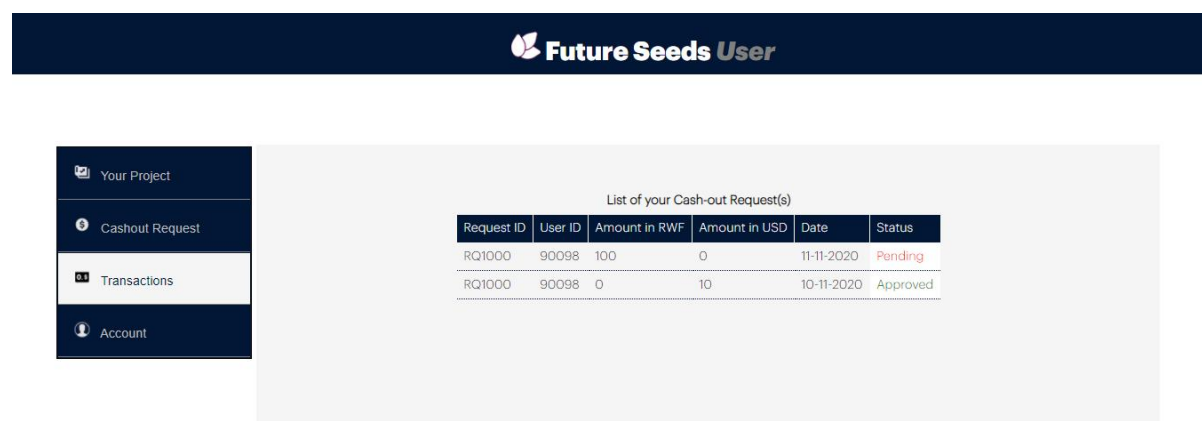 Future Seeds User
Your Project
Cashout Request
Transactions
Account
List of your Cash-out Request(s)
Request ID User ID Amount in RWF Amount in USD Date Status
RQ1000 90098 100 0 11-11-2020 Pending
RQ1000 90098 0 10 10-11-2020 Approved